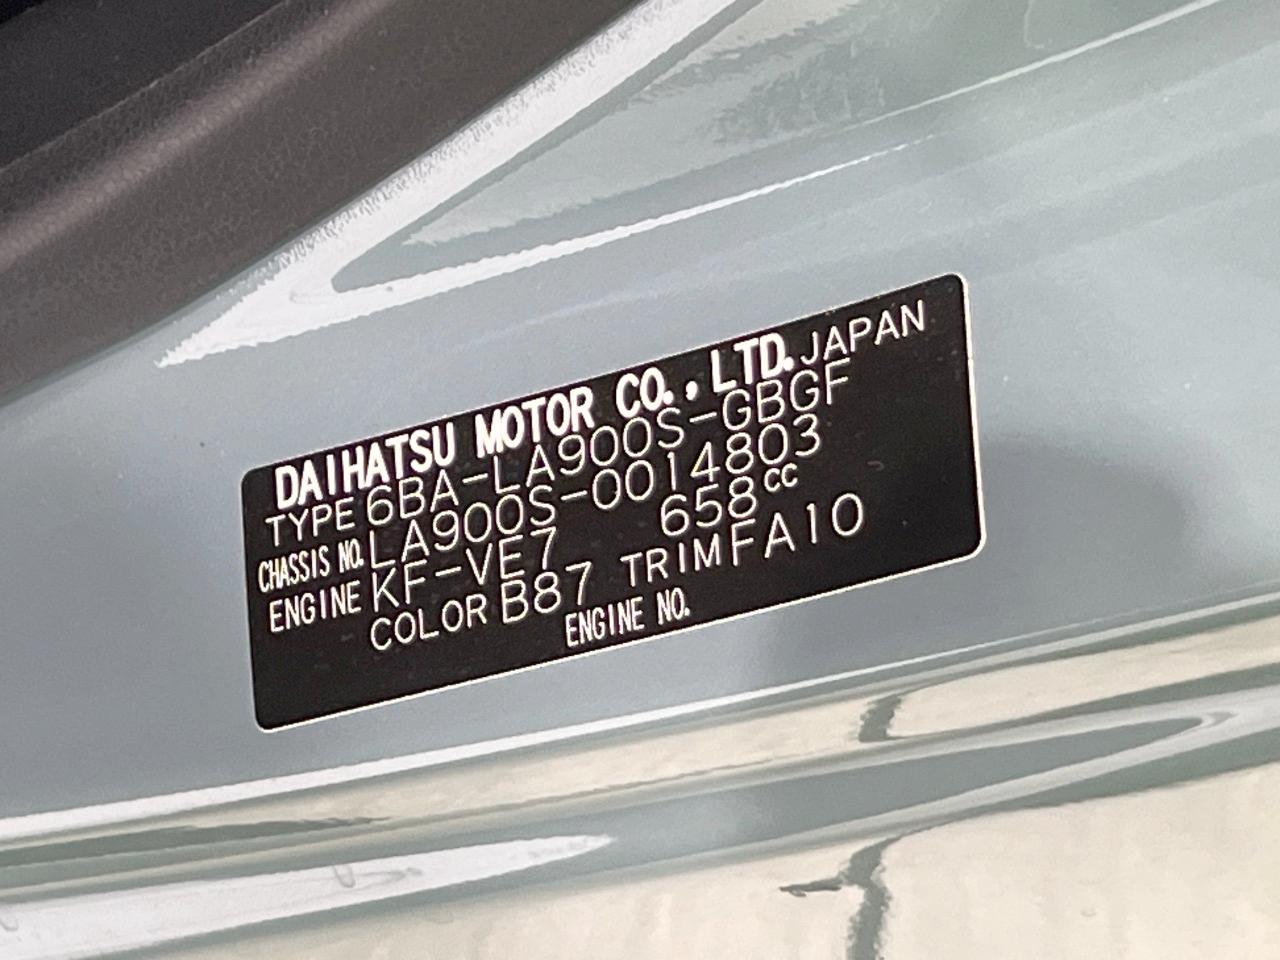 DAIHATSU MOTOR CO., LTD. JAPAN
TYPE 6BA-LA900S-GBGF
CHASSIS NO. LA900S-0014803
ENGINE KF-VE7 658cc
COLOR B87 TRIM FA10
ENGINE NO.